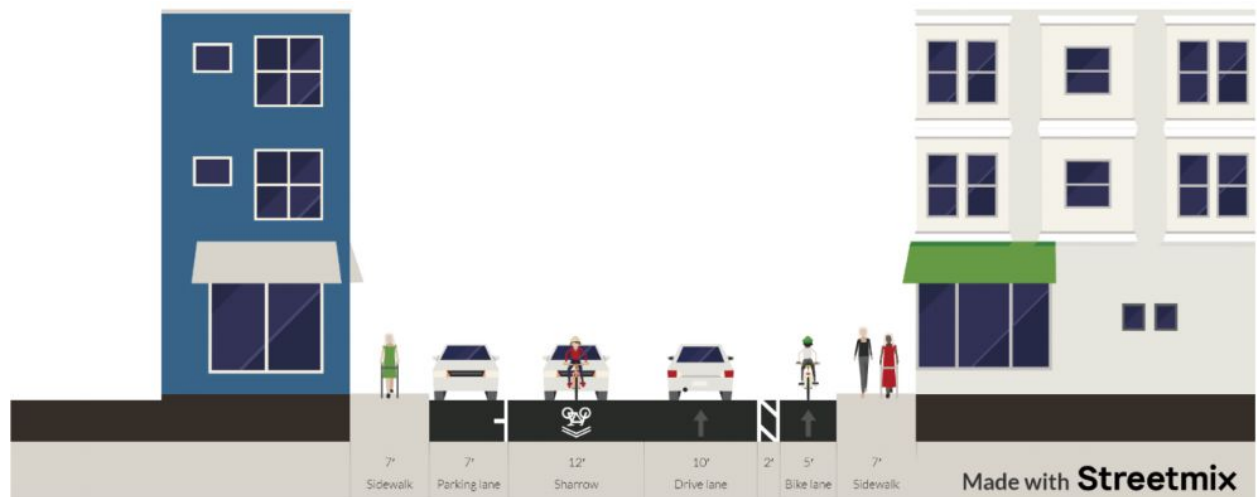 7' 7' 12' 10' 2' 5' 7'
Sidewalk Parking lane Sharrow Drive lane Bike lane Sidewalk
Made with Streetmix